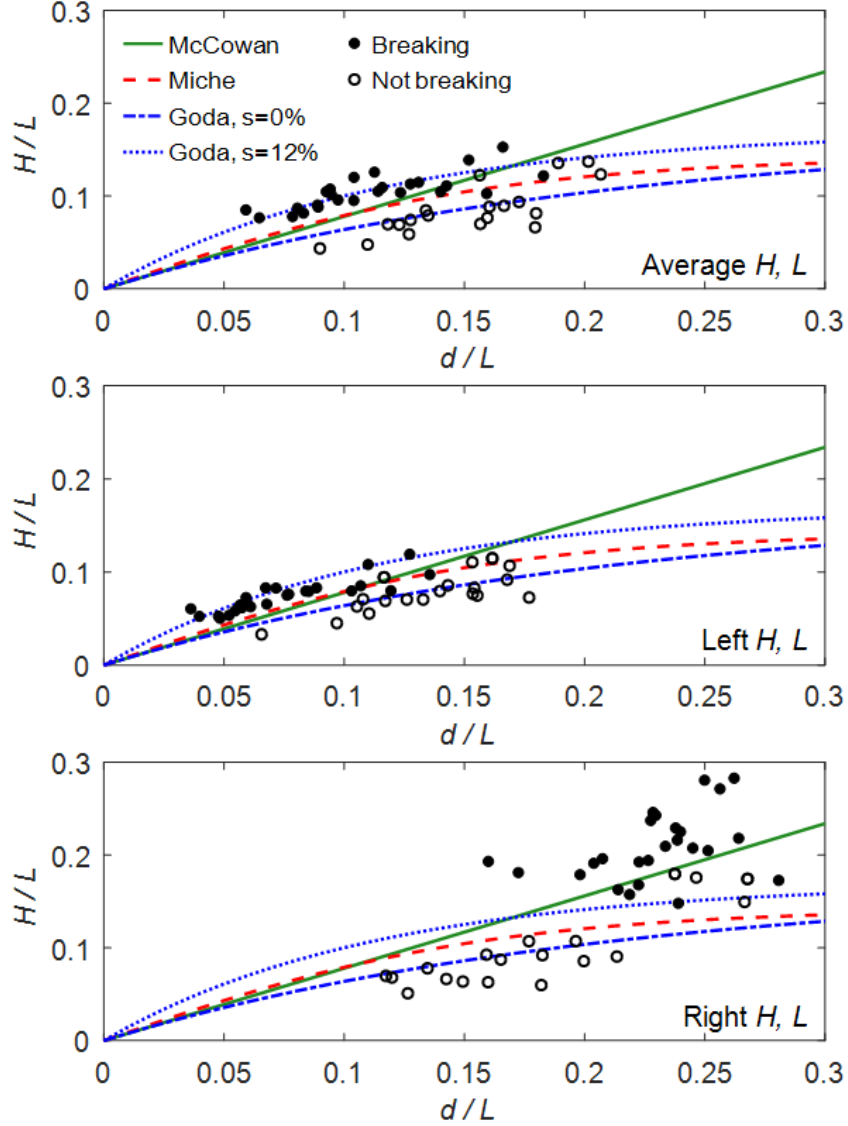 0.3
McCowan
Breaking
Miche
Not breaking
0.2
Goda, s=0%
Goda, s=12%
H / L
0.1
Average H, L
0
0 0.05 0.1 0.15 0.2 0.25 0.3
d / L
0.3
0.2
H / L
0.1
Left H, L
0
0 0.05 0.1 0.15 0.2 0.25 0.3
d / L
0.3
0.2
H / L
0.1
Right H, L
0
0 0.05 0.1 0.15 0.2 0.25 0.3
d / L